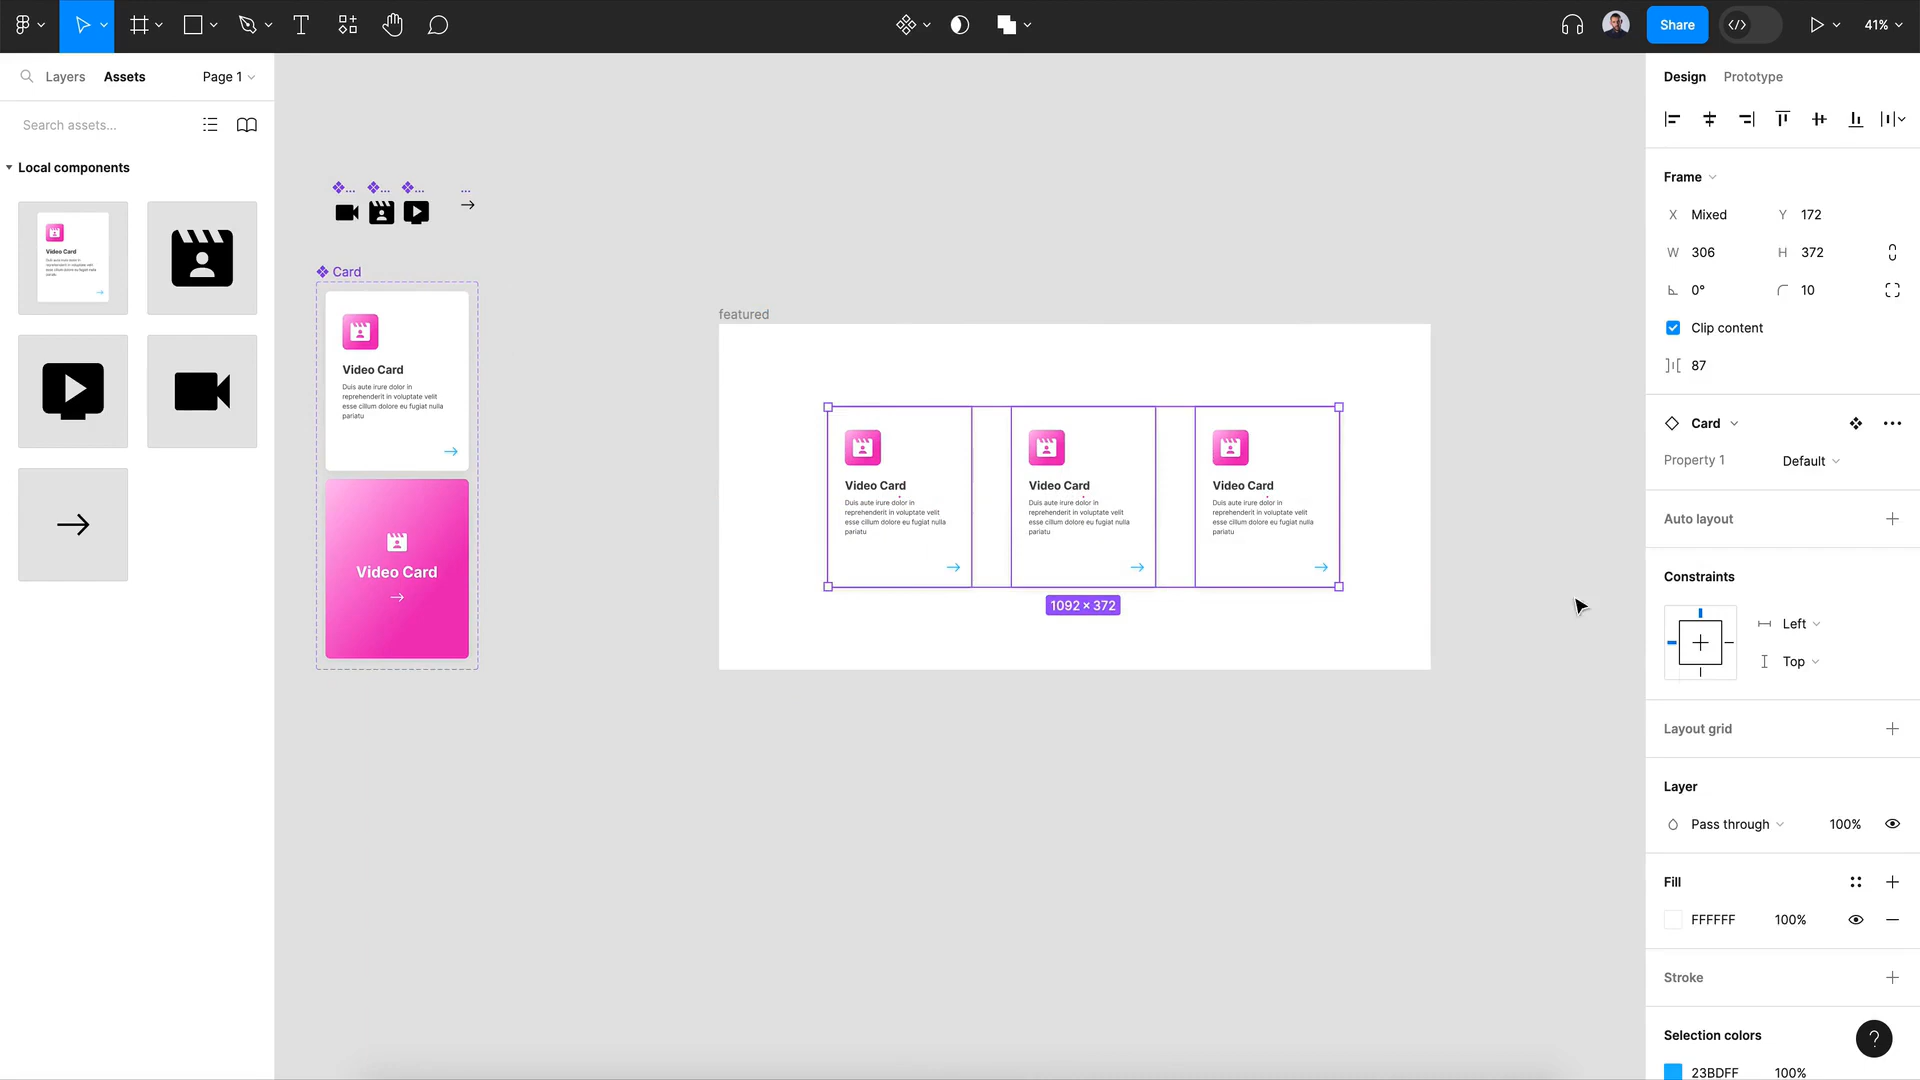 Share
41%
Layers
Assets
Page 1
Search assets...
Local components
Video Card
...
...
...
...
Card
Video Card
Duis aute irure dolor in
reprehenderit in voluptate velit
esse cillum dolore eu fugiat nulla
pariatu
Video Card
featured
Video Card
Duis aute irure dolor in
reprehenderit in voluptate velit
esse cillum dolore eu fugiat nulla
pariatu
Video Card
Duis aute irure dolor in
reprehenderit in voluptate velit
esse cillum dolore eu fugiat nulla
pariatu
Video Card
Duis aute irure dolor in
reprehenderit in voluptate velit
esse cillum dolore eu fugiat nulla
pariatu
1092 × 372
Design
Prototype
Frame
X Mixed
Y 172
W 306
H 372
0°
10
Clip content
87
Card
Property 1
Default
Auto layout
Constraints
Left
Top
Layout grid
Layer
Pass through
100%
Fill
FFFFFF
100%
Stroke
Selection colors
23BDFF
100%
?